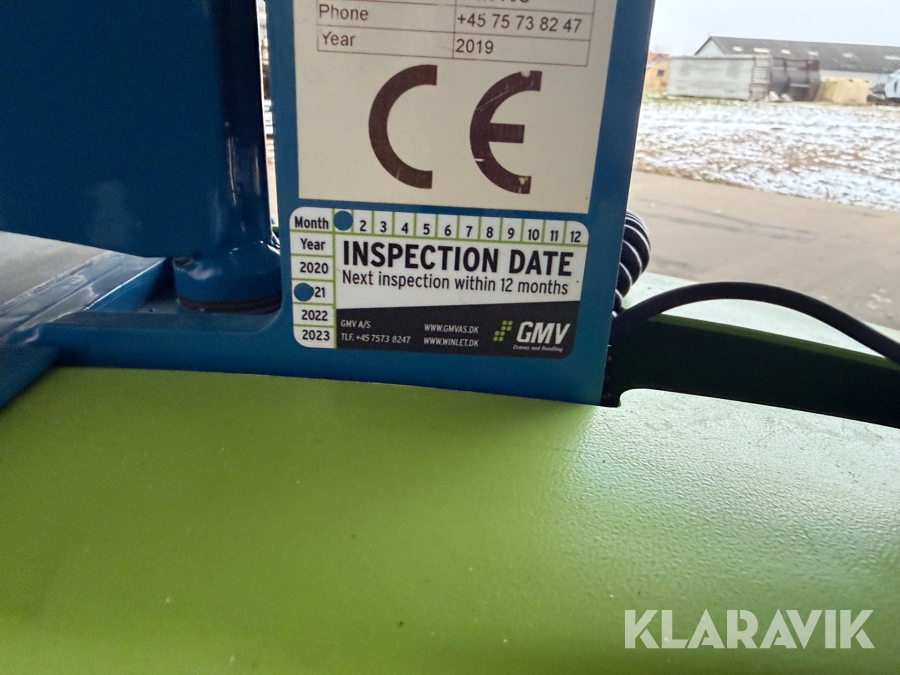 Phone +45 75 73 82 47
Year 2019
CE
Month 2 3 4 5 6 7 8 9 10 11 12
Year
2020
21
2022
2023
INSPECTION DATE
Next inspection within 12 months
GMV A/S
TLF. +45 7573 8247
WWW.GMVAS.DK
WWW.WINLET.DK
GMV
Cranes and Handling
KLARAVIK